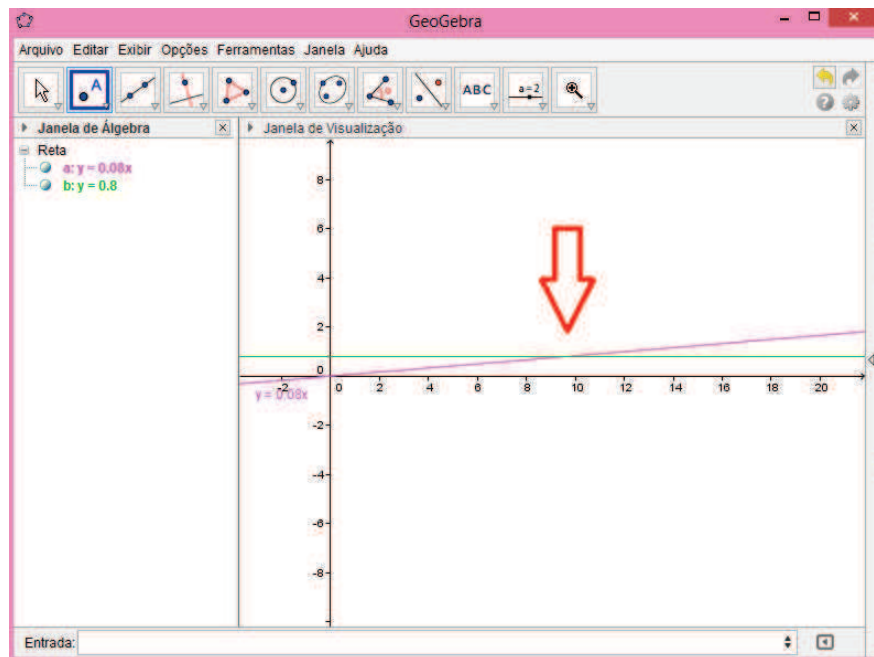 GeoGebra
Arquivo Editar Exibir Opções Ferramentas Janela Ajuda
A ABC a=2
Janela de Álgebra
Janela de Visualização
Reta
a: y = 0.08x
b: y = 0.8
8
6
4
2
0
-2 0 2 4 6 8 10 12 14 16 18 20
y = 0.08x
-2
-4
-6
-8
Entrada: